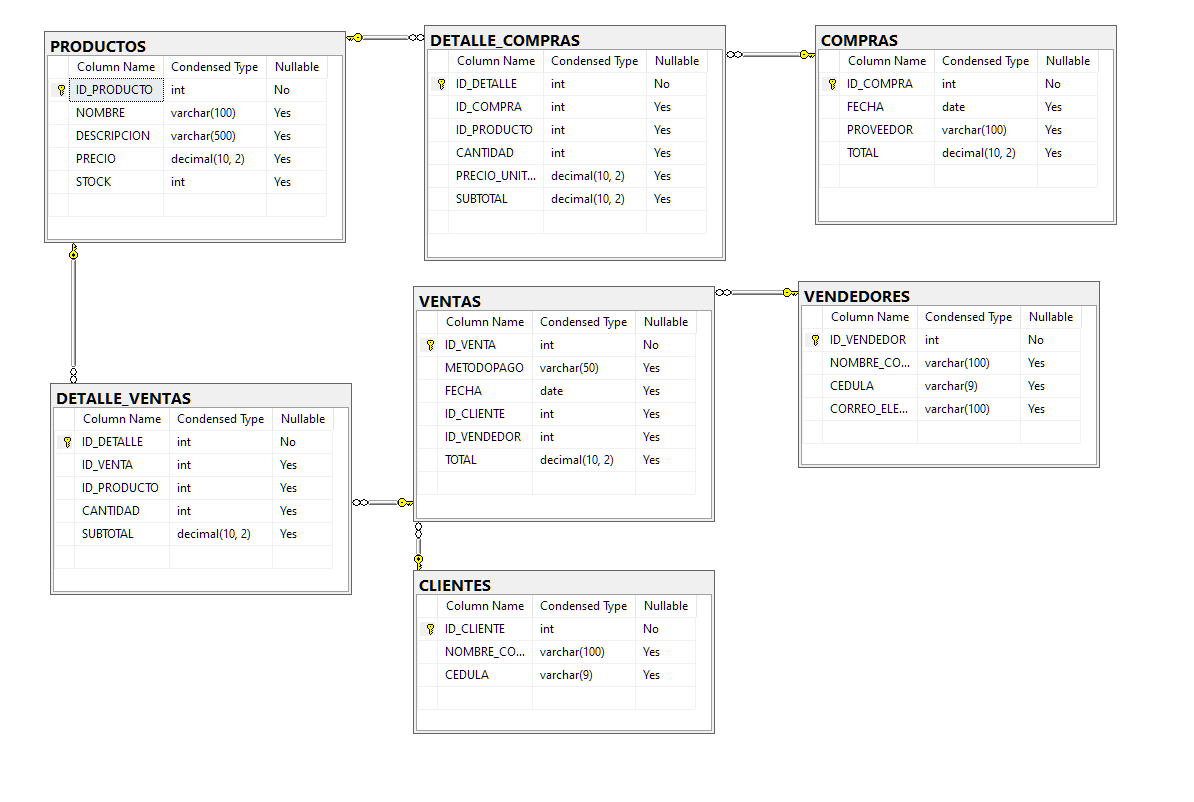 PRODUCTOS
Column Name Condensed Type Nullable
ID_PRODUCTO int No
NOMBRE varchar(100) Yes
DESCRIPCION varchar(500) Yes
PRECIO decimal(10, 2) Yes
STOCK int Yes
DETALLE_COMPRAS
Column Name Condensed Type Nullable
ID_DETALLE int No
ID_COMPRA int Yes
ID_PRODUCTO int Yes
CANTIDAD int Yes
PRECIO_UNIT... decimal(10, 2) Yes
SUBTOTAL decimal(10, 2) Yes
COMPRAS
Column Name Condensed Type Nullable
ID_COMPRA int No
FECHA date Yes
PROVEEDOR varchar(100) Yes
TOTAL decimal(10, 2) Yes
VENTAS
Column Name Condensed Type Nullable
ID_VENTA int No
METODOPAGO varchar(50) Yes
FECHA date Yes
ID_CLIENTE int Yes
ID_VENDEDOR int Yes
TOTAL decimal(10, 2) Yes
VENDEDORES
Column Name Condensed Type Nullable
ID_VENDEDOR int No
NOMBRE_CO... varchar(100) Yes
CEDULA varchar(9) Yes
CORREO_ELE... varchar(100) Yes
DETALLE_VENTAS
Column Name Condensed Type Nullable
ID_DETALLE int No
ID_VENTA int Yes
ID_PRODUCTO int Yes
CANTIDAD int Yes
SUBTOTAL decimal(10, 2) Yes
CLIENTES
Column Name Condensed Type Nullable
ID_CLIENTE int No
NOMBRE_CO... varchar(100) Yes
CEDULA varchar(9) Yes